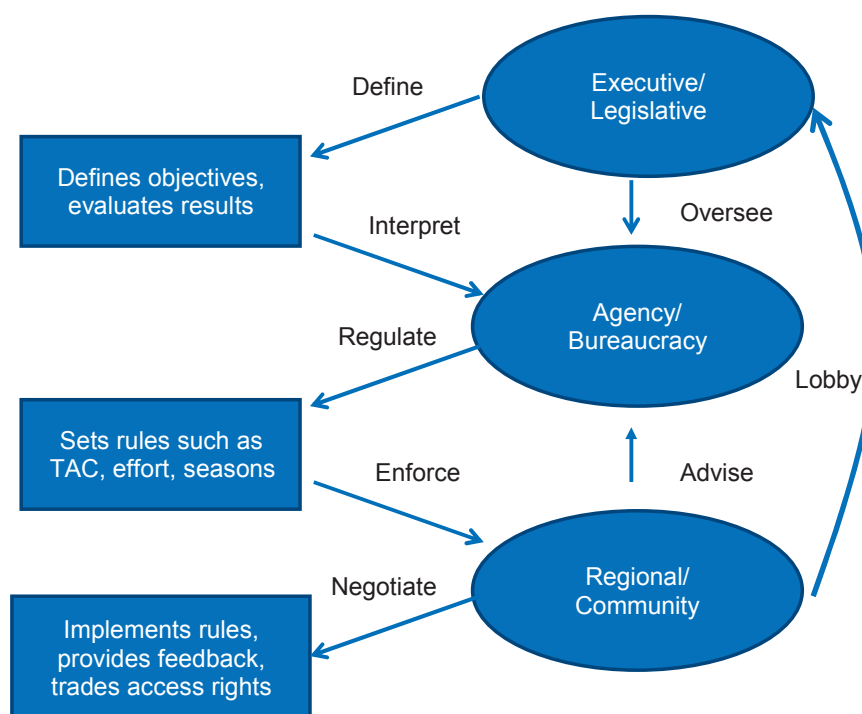 Executive/
Legislative
Define
Defines objectives,
evaluates results
Interpret
Oversee
Agency/
Bureaucracy
Regulate
Lobby
Sets rules such as
TAC, effort, seasons
Enforce
Advise
Negotiate
Regional/
Community
Implements rules,
provides feedback,
trades access rights